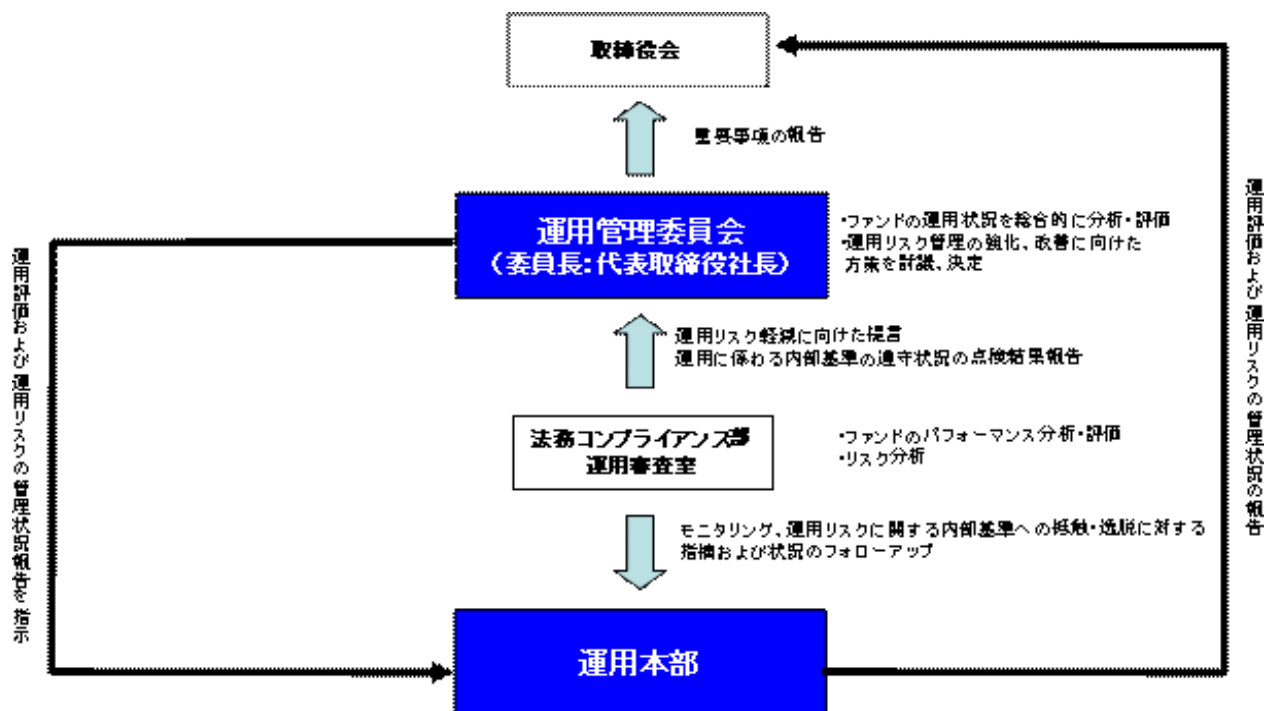 取締役会
重要事項の報告
運用管理委員会
（委員長：代表取締役社長）
・ファンドの運用状況を総合的に分析・評価
・運用リスク管理の強化、改善に向けた
方策を討議、決定
運用リスク軽減に向けた提言
運用に係わる内部基準の遵守状況の点検結果報告
法務コンプライアンス部
運用審査室
・ファンドのパフォーマンス分析・評価
・リスク分析
モニタリング、運用リスクに関する内部基準への抵触・逸脱に対する
指摘および状況のフォローアップ
運用本部
運用評価および運用リスクの管理状況報告を指示
運用評価および運用リスクの管理状況の報告